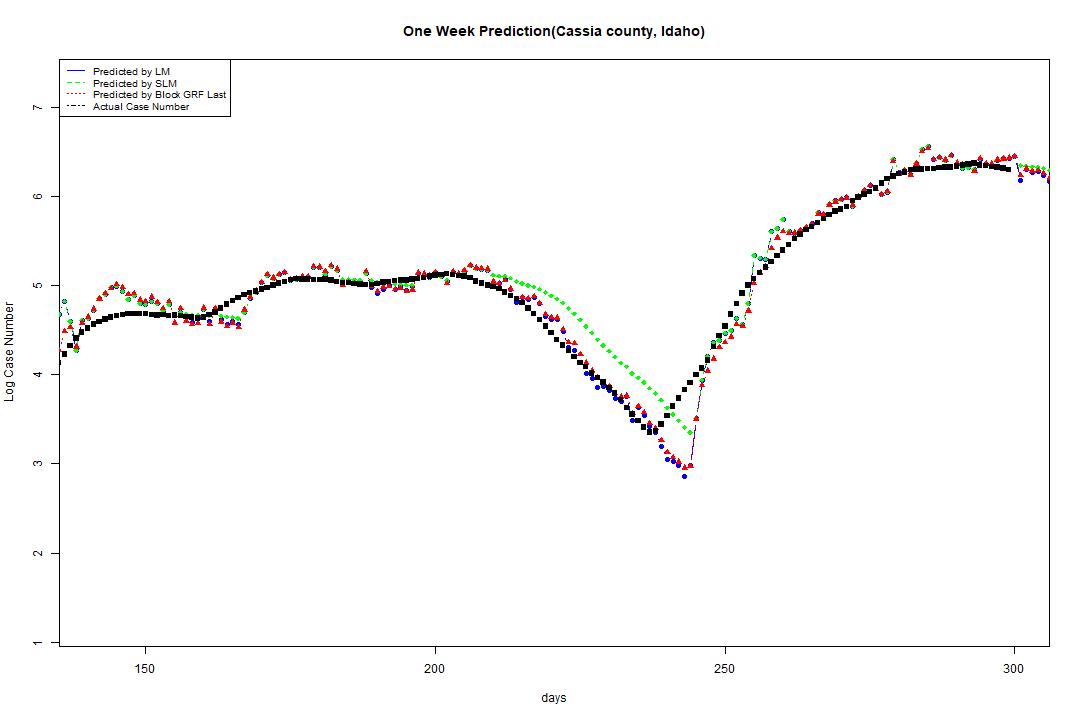 One Week Prediction(Cassia county, Idaho)
Predicted by LM
Predicted by SLM
Predicted by Block GRF Last
Actual Case Number
Log Case Number
7
6
5
4
3
2
1
150 200 250 300
days